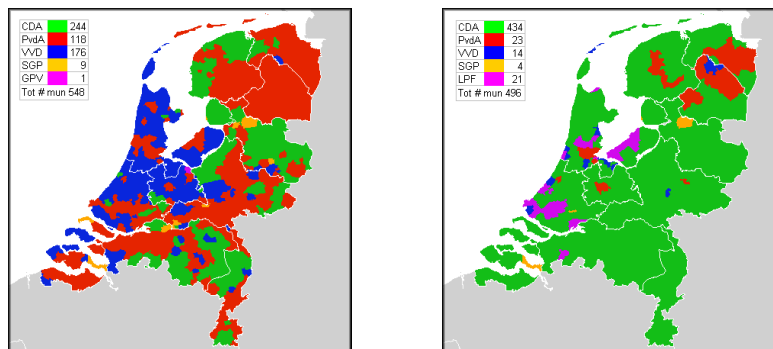 CDA 244
PvdA 118
VVD 176
SGP 9
GPV 1
Tot # mun 548
CDA 434
PvdA 23
VVD 14
SGP 4
LPF 21
Tot # mun 496